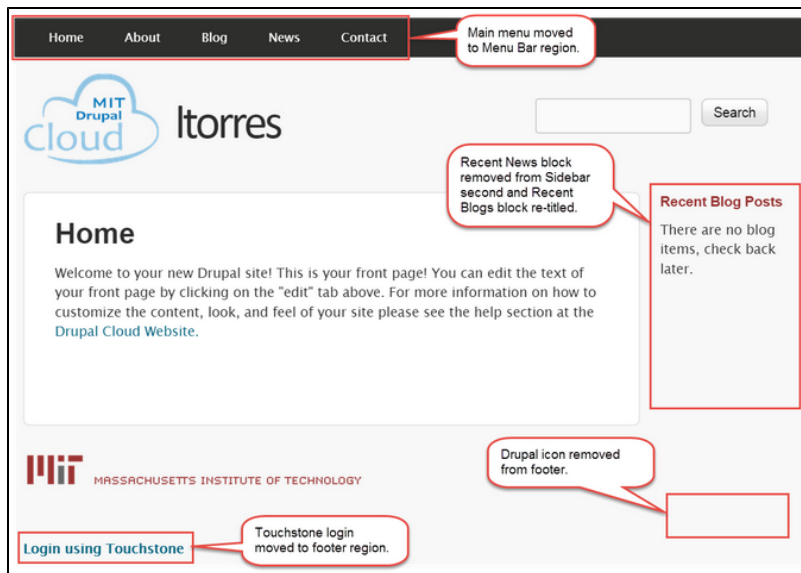 Home About Blog News Contact
Main menu moved
to Menu Bar region.
MIT
Drupal
Cloud
ltorres
Search
Recent News block
removed from Sidebar
second and Recent
Blogs block re-titled.
Recent Blog Posts
There are no blog
items, check back
later.
Home
Welcome to your new Drupal site! This is your front page! You can edit the text of
your front page by clicking on the "edit" tab above. For more information on how to
customize the content, look, and feel of your site please see the help section at the
Drupal Cloud Website.
Drupal icon removed
from footer.
MIT MASSACHUSETTS INSTITUTE OF TECHNOLOGY
Login using Touchstone
Touchstone login
moved to footer region.